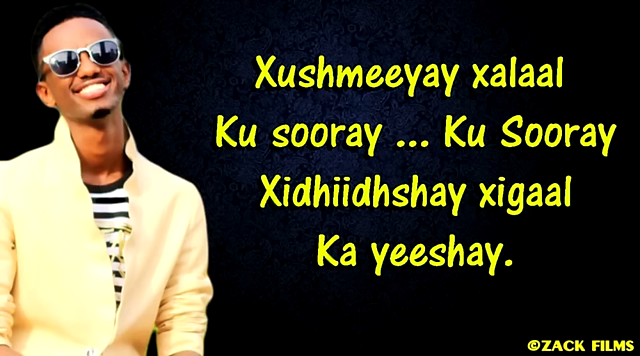 Xushmeeyay xalaal
Ku sooray ... Ku Sooray
Xidhiidhshay xigaal
Ka yeeshay.
©ZACK FILMS